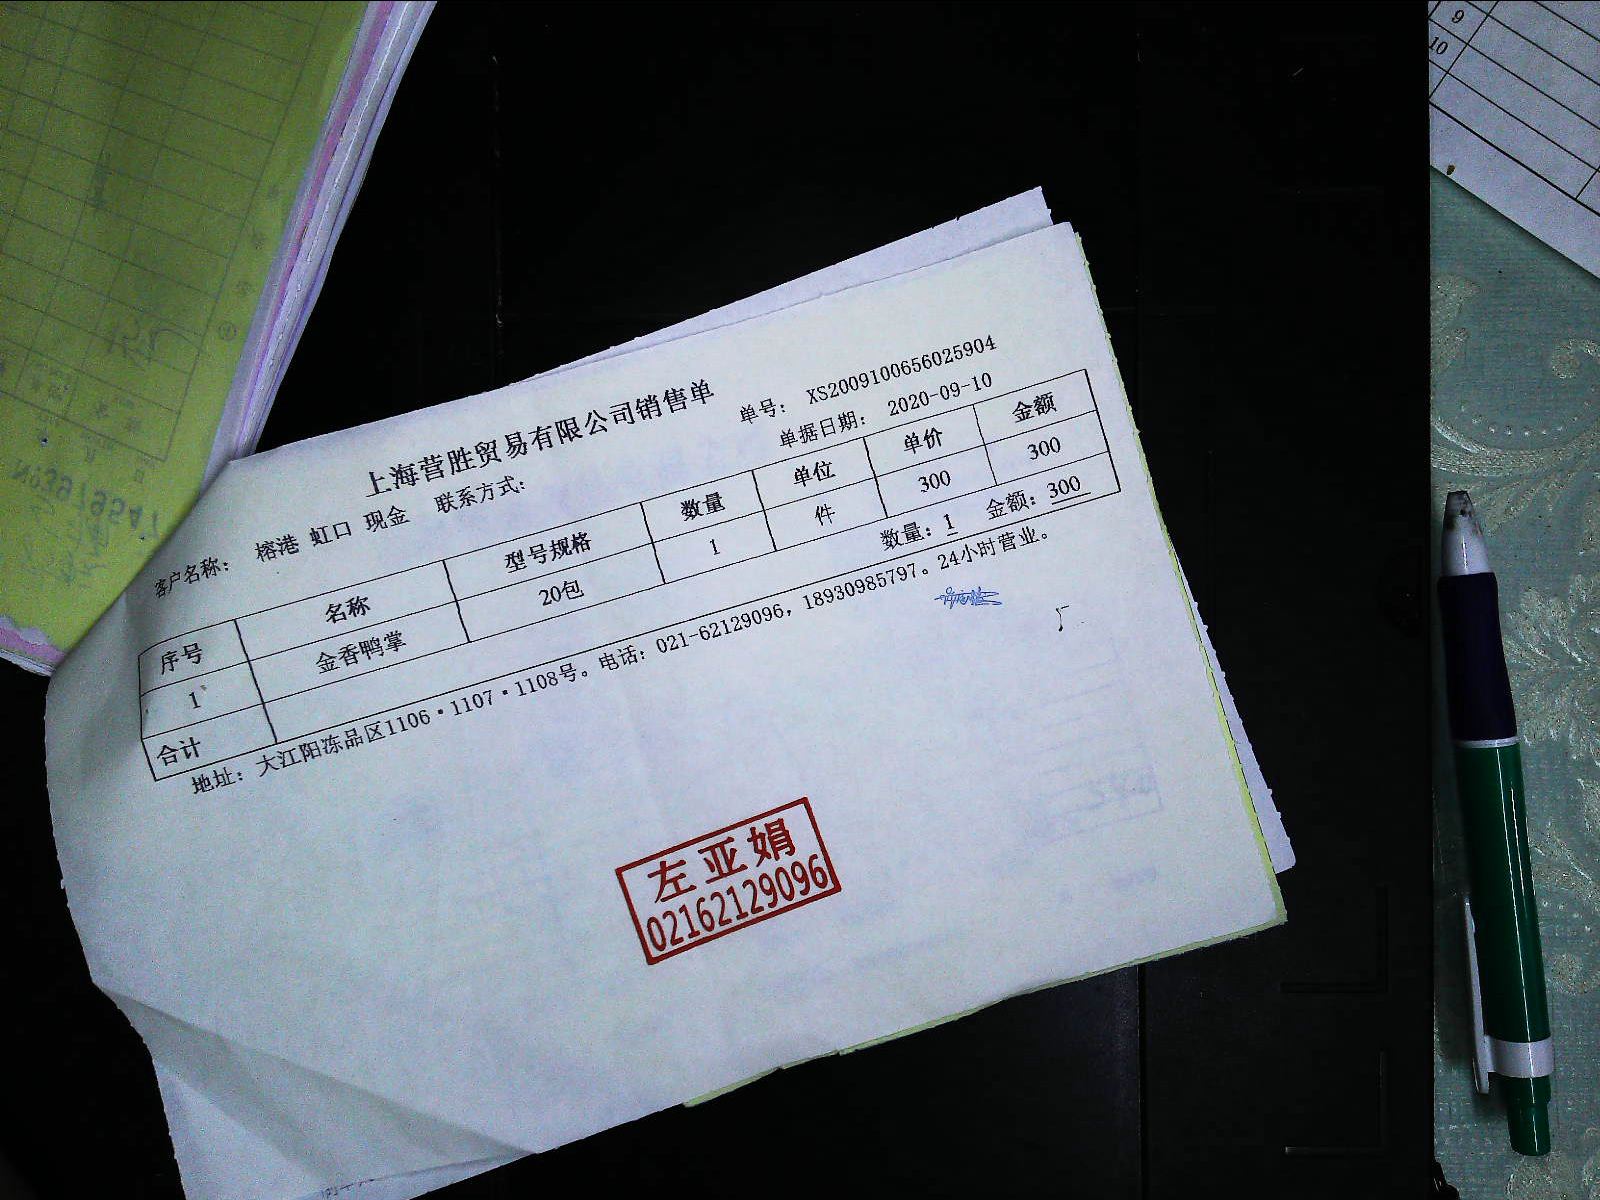 上海营胜贸易有限公司销售单
单号: XS2009100656025904
客户名称: 榕港 虹口 现金 联系方式:
单据日期: 2020-09-10
序号 名称 型号规格 数量 单位 单价 金额
1 金香鸭掌 20包 1 件 300 300
合计 数量: 1 金额: 300
地址: 大江阳冻品区1106·1107·1108号。电话: 021-62129096, 18930985797。24小时营业。
左亚娟
02162129096
9
10